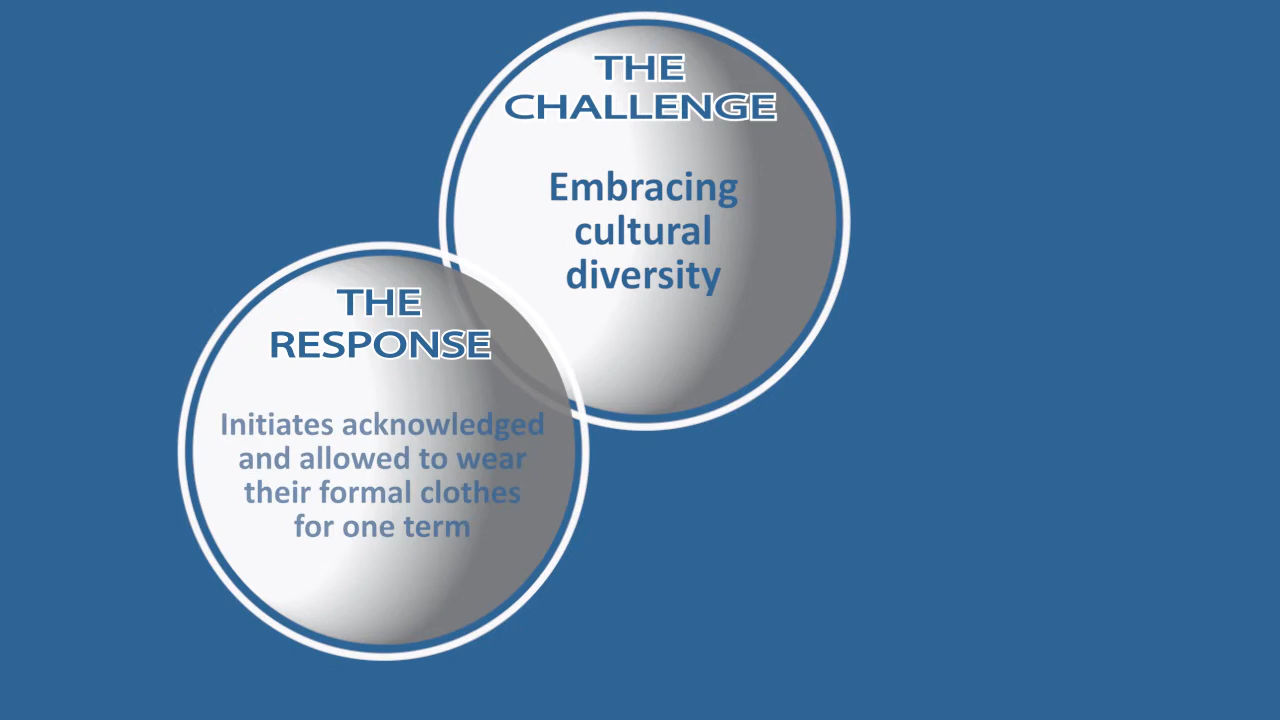 THE
CHALLENGE
Embracing
cultural
diversity
THE
RESPONSE
Initiates acknowledged
and allowed to wear
their formal clothes
for one term